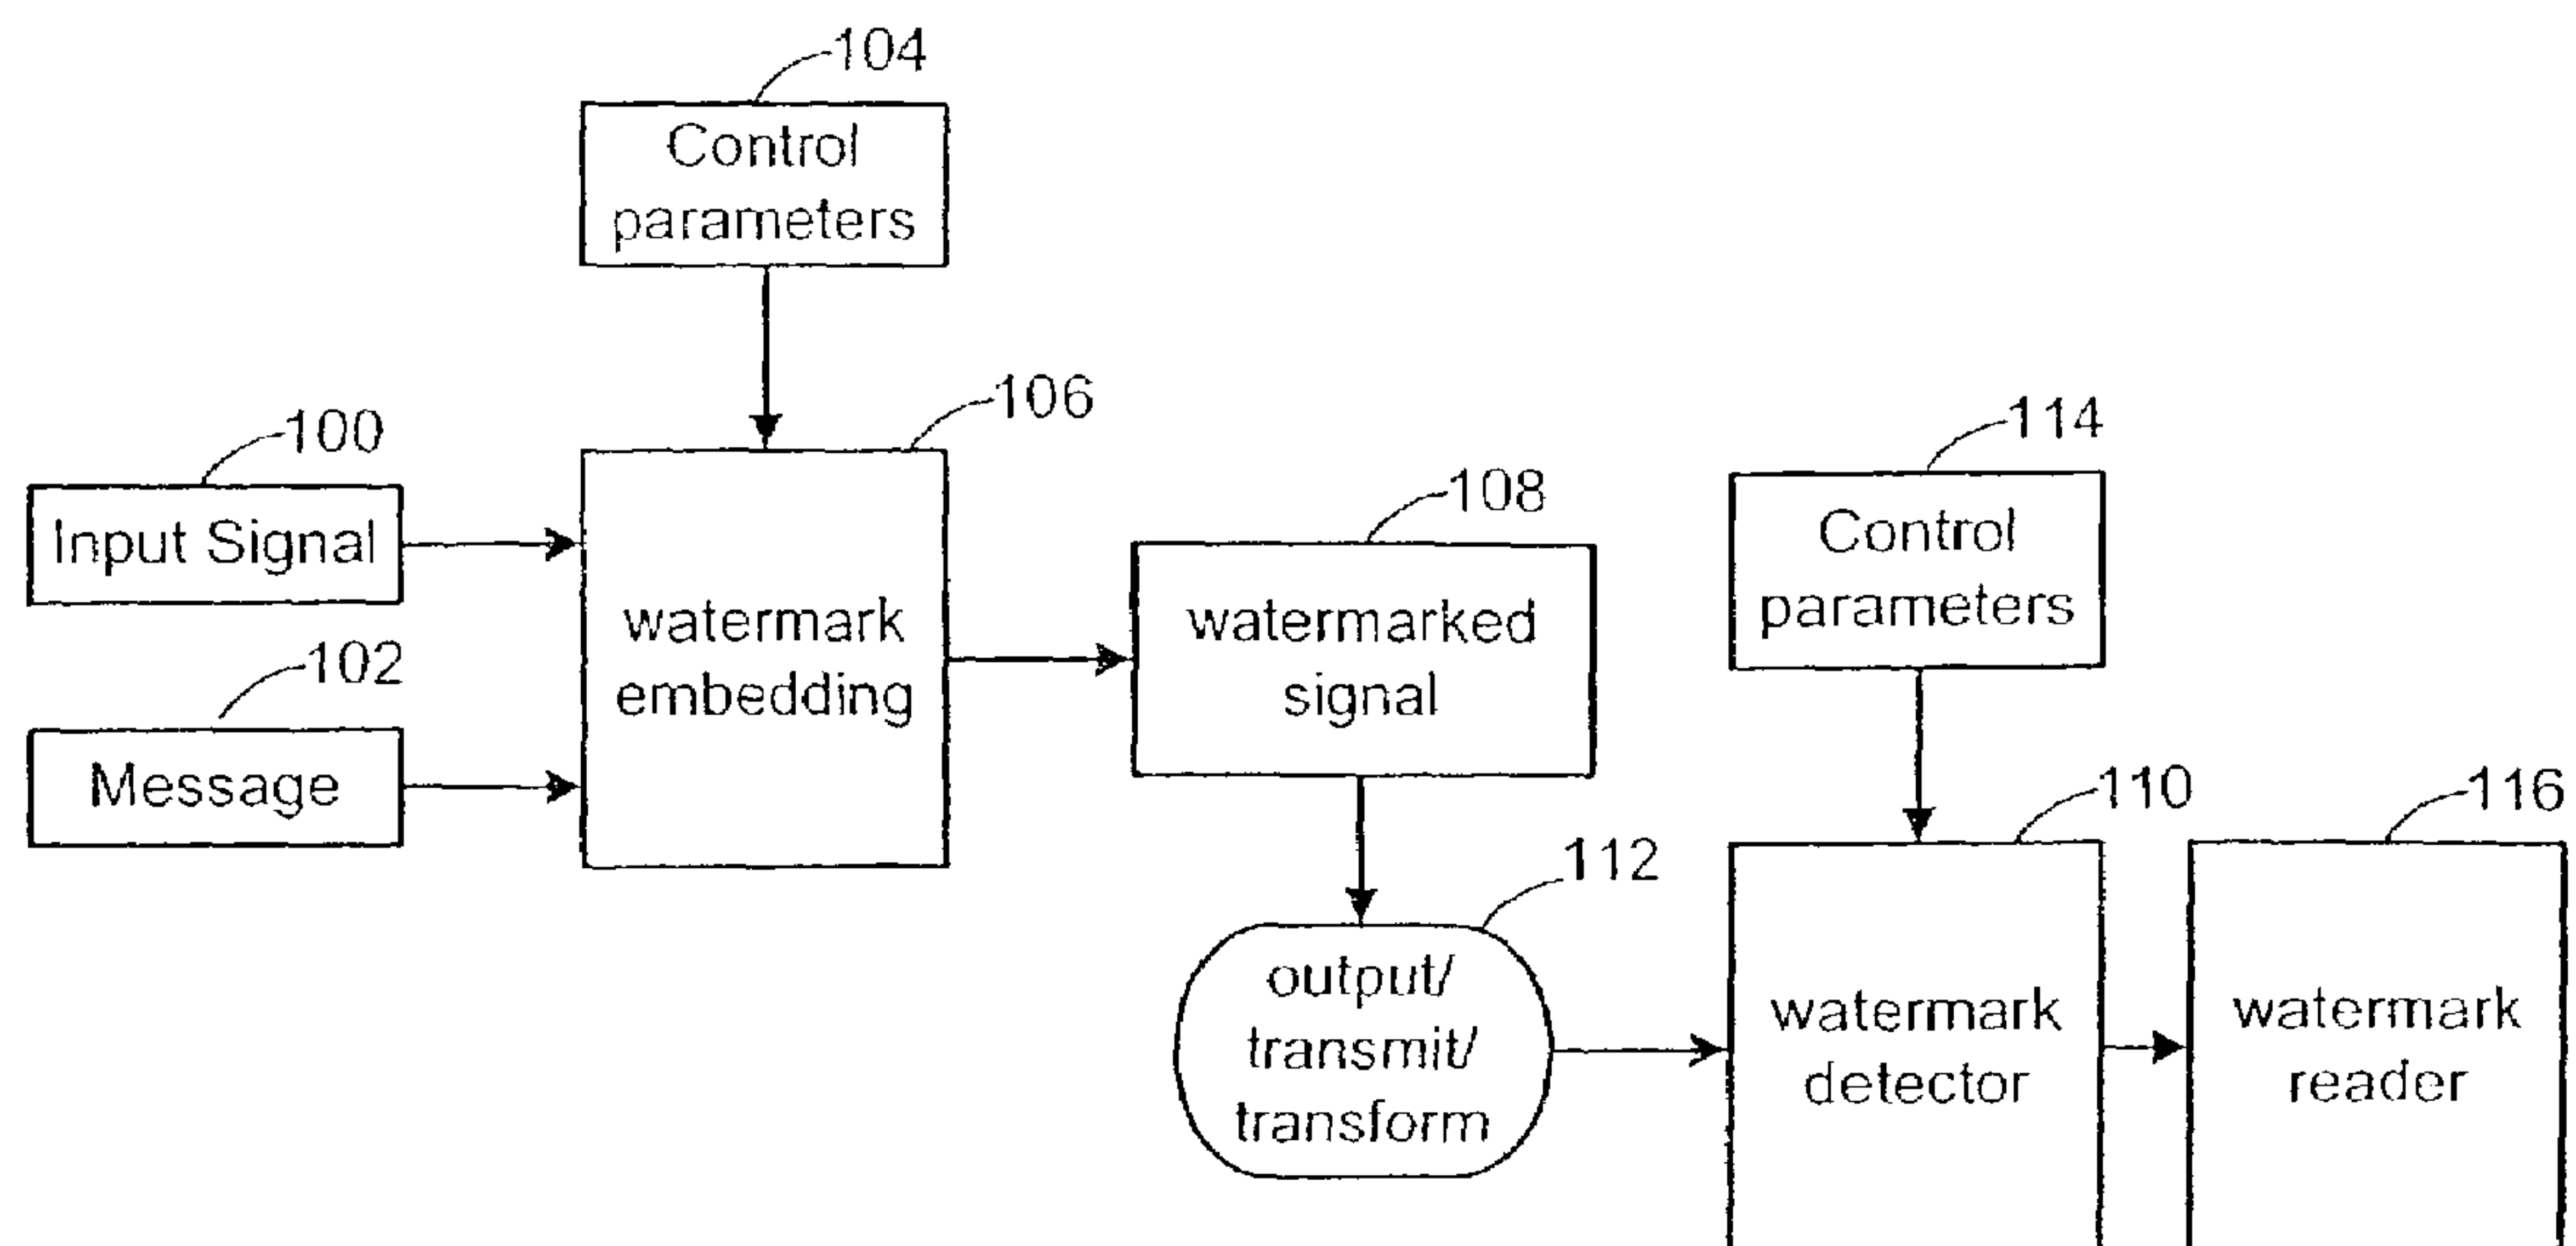 104
Control
parameters
106
100
Input Signal
102
Message
watermark
embedding
108
watermarked
signal
114
Control
parameters
112
output/
transmit/
transform
110
watermark
detector
116
watermark
reader